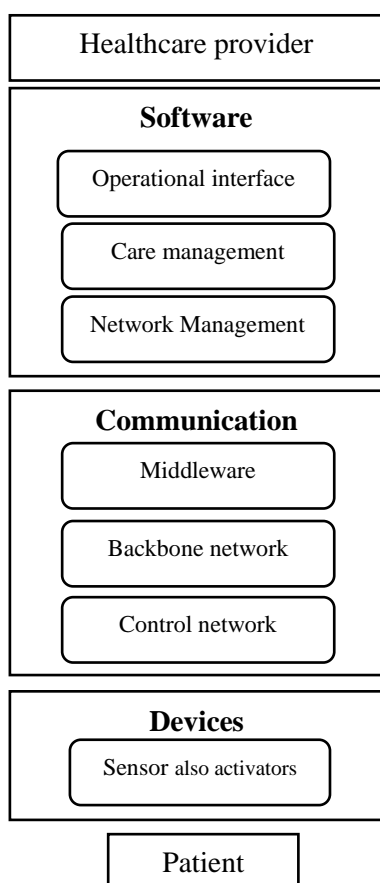 Healthcare provider
Software
Operational interface
Care management
Network Management
Communication
Middleware
Backbone network
Control network
Devices
Sensor also activators
Patient